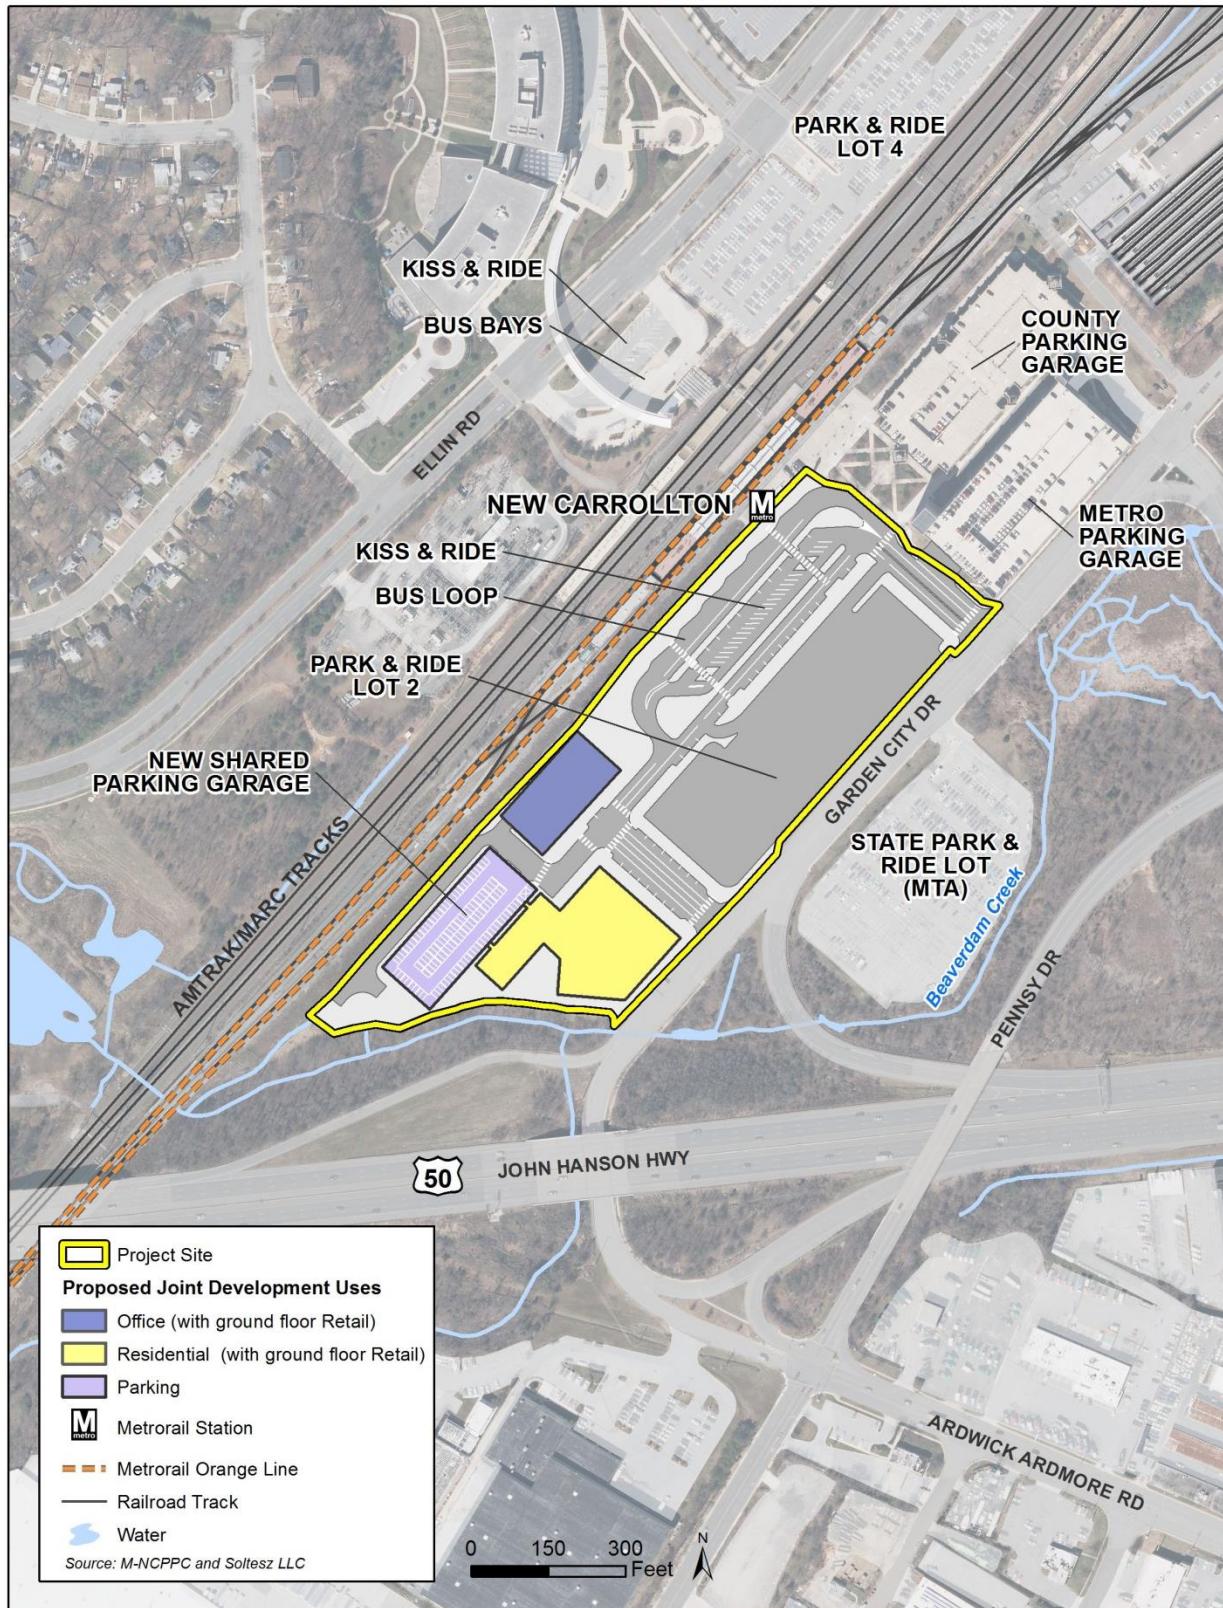 PARK & RIDE
LOT 4
KISS & RIDE
BUS BAYS
COUNTY
PARKING
GARAGE
ELLIN RD
NEW CARROLLTON
M
metro
METRO
PARKING
GARAGE
KISS & RIDE
BUS LOOP
PARK & RIDE
LOT 2
NEW SHARED
PARKING GARAGE
GARDEN CITY DR
STATE PARK &
RIDE LOT
(MTA)
AMTRAK/MARC TRACKS
Beaverdam Creek
PENNSY DR
50
JOHN HANSON HWY
ARDWICK ARDMORE RD
Project Site
Proposed Joint Development Uses
Office (with ground floor Retail)
Residential (with ground floor Retail)
Parking
M
metro
Metrorail Station
Metrorail Orange Line
Railroad Track
Water
Source: M-NCPPC and Soltesz LLC
0 150 300
Feet
N